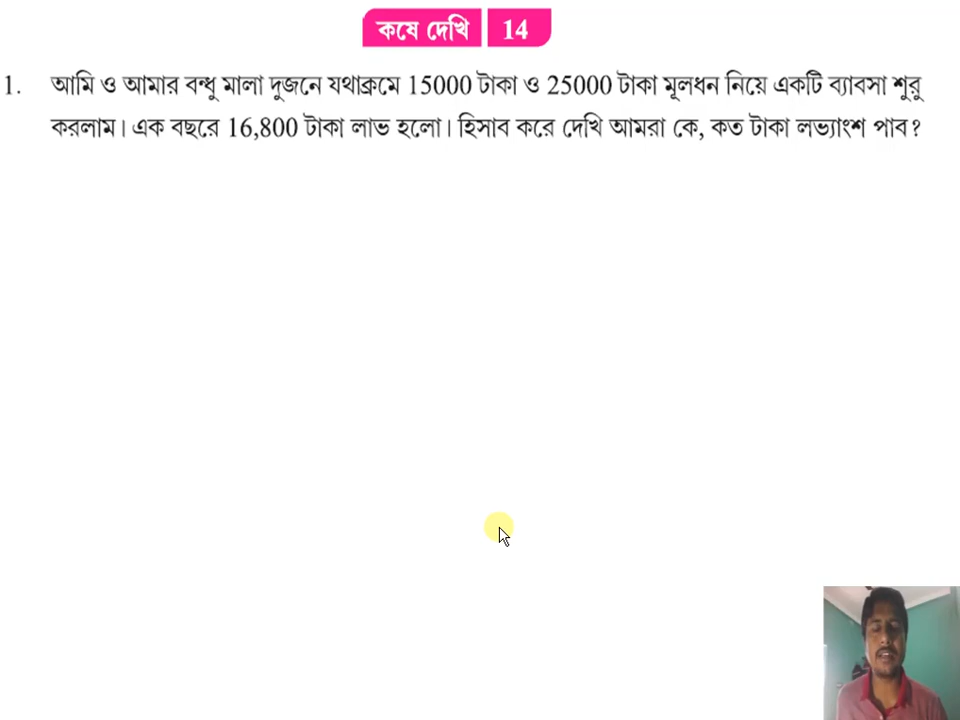 কষে দেখি 14
1. আমি ও আমার বন্ধু মালা দুজনে যথাক্রমে 15000 টাকা ও 25000 টাকা মূলধন নিয়ে একটি ব্যাবসা শুরু
করলাম। এক বছরে 16,800 টাকা লাভ হলো। হিসাব করে দেখি আমরা কে, কত টাকা লভ্যাংশ পাব?